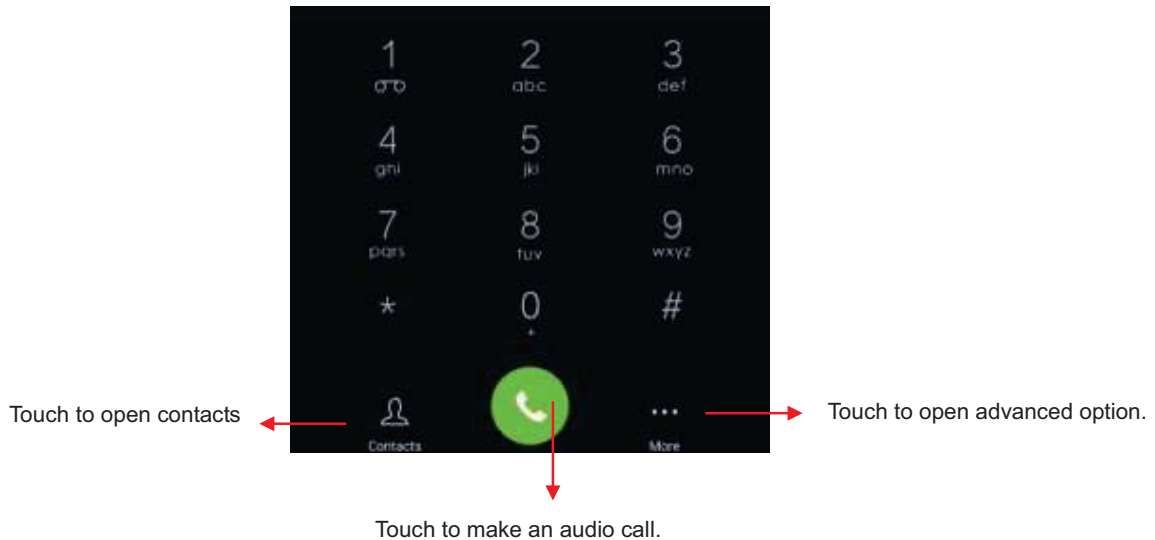 1 2 3
abc def
4 5 6
ghi jkl mno
7 8 9
pqrs tuv wxyz
* 0 #
+
Touch to open contacts
Touch to open advanced option.
Contacts More
Touch to make an audio call.